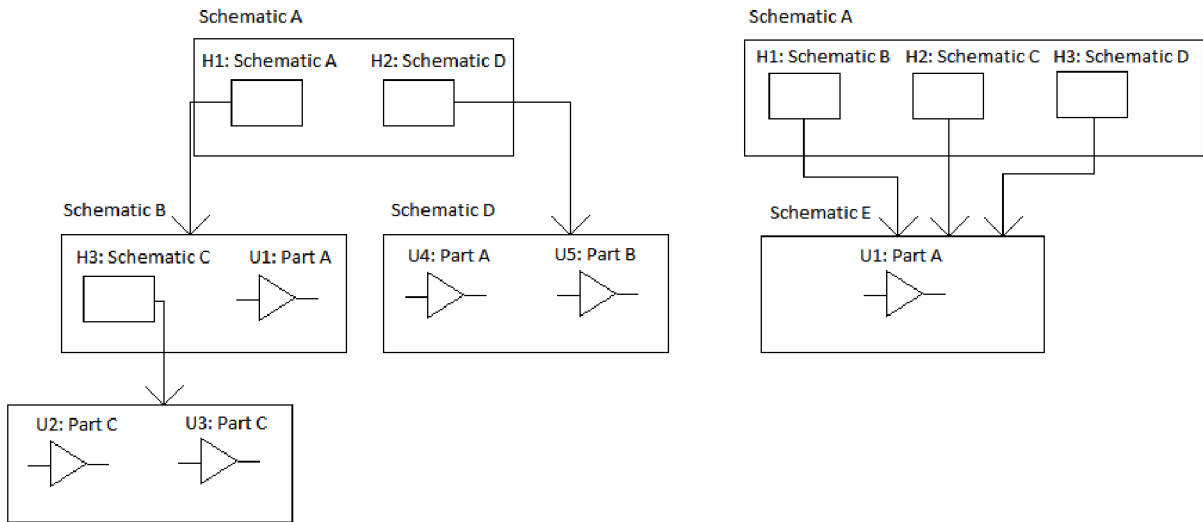 Schematic A
H1: Schematic A
H2: Schematic D
Schematic B
H3: Schematic C
U1: Part A
Schematic D
U4: Part A
U5: Part B
U2: Part C
U3: Part C
Schematic A
H1: Schematic B
H2: Schematic C
H3: Schematic D
Schematic E
U1: Part A